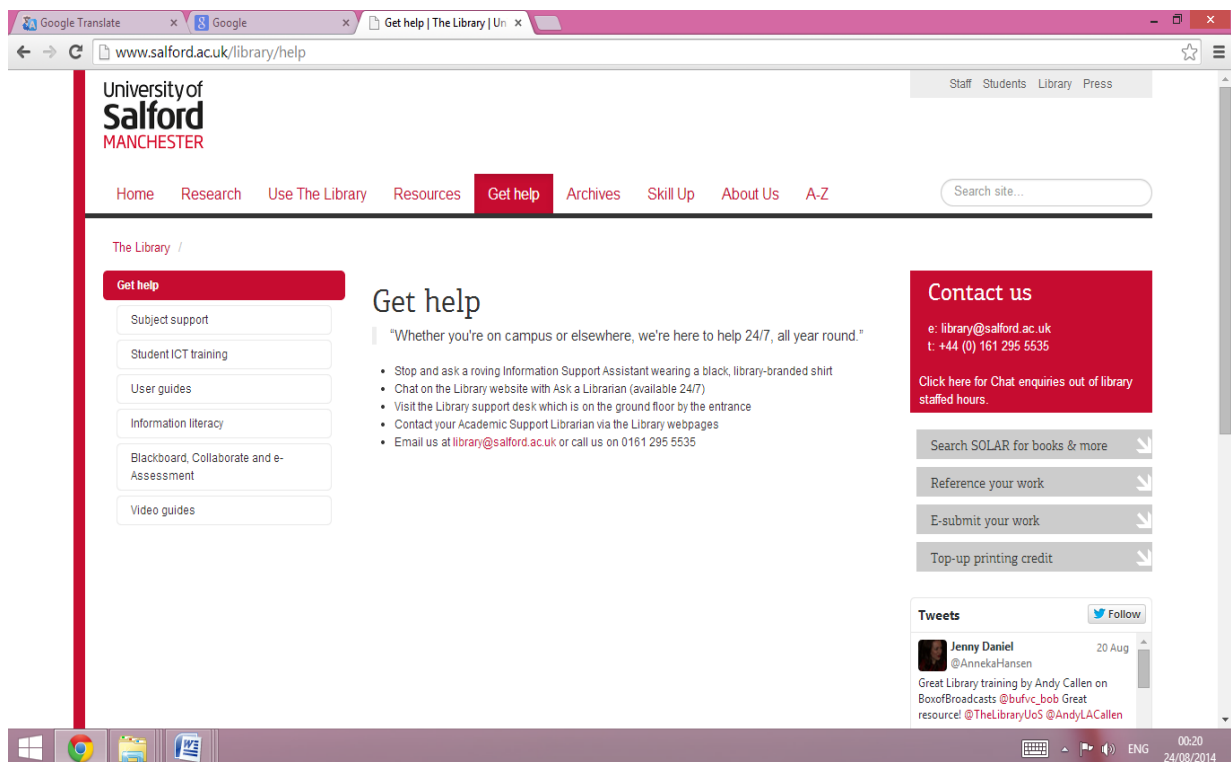 Google Translate
Google
Get help | The Library | Un
www.salford.ac.uk/library/help
University of
Salford
MANCHESTER
Staff Students Library Press
Home Research Use The Library Resources Get help Archives Skill Up About Us A-Z
Search site...
The Library /
Get help
Subject support
Student ICT training
User guides
Information literacy
Blackboard, Collaborate and e-
Assessment
Video guides
Get help
“Whether you're on campus or elsewhere, we're here to help 24/7, all year round.”
• Stop and ask a roving Information Support Assistant wearing a black, library-branded shirt
• Chat on the Library website with Ask a Librarian (available 24/7)
• Visit the Library support desk which is on the ground floor by the entrance
• Contact your Academic Support Librarian via the Library webpages
• Email us at library@salford.ac.uk or call us on 0161 295 5535
Contact us
e: library@salford.ac.uk
t: +44 (0) 161 295 5535
Click here for Chat enquiries out of library
staffed hours.
Search SOLAR for books & more
Reference your work
E-submit your work
Top-up printing credit
Tweets
Follow
Jenny Daniel 20 Aug
@AnnekaHansen
Great Library training by Andy Callen on
BoxofBroadcasts @bufvc_bob Great
resource! @TheLibraryUoS @AndyLACallen
ENG
00:20
24/08/2014